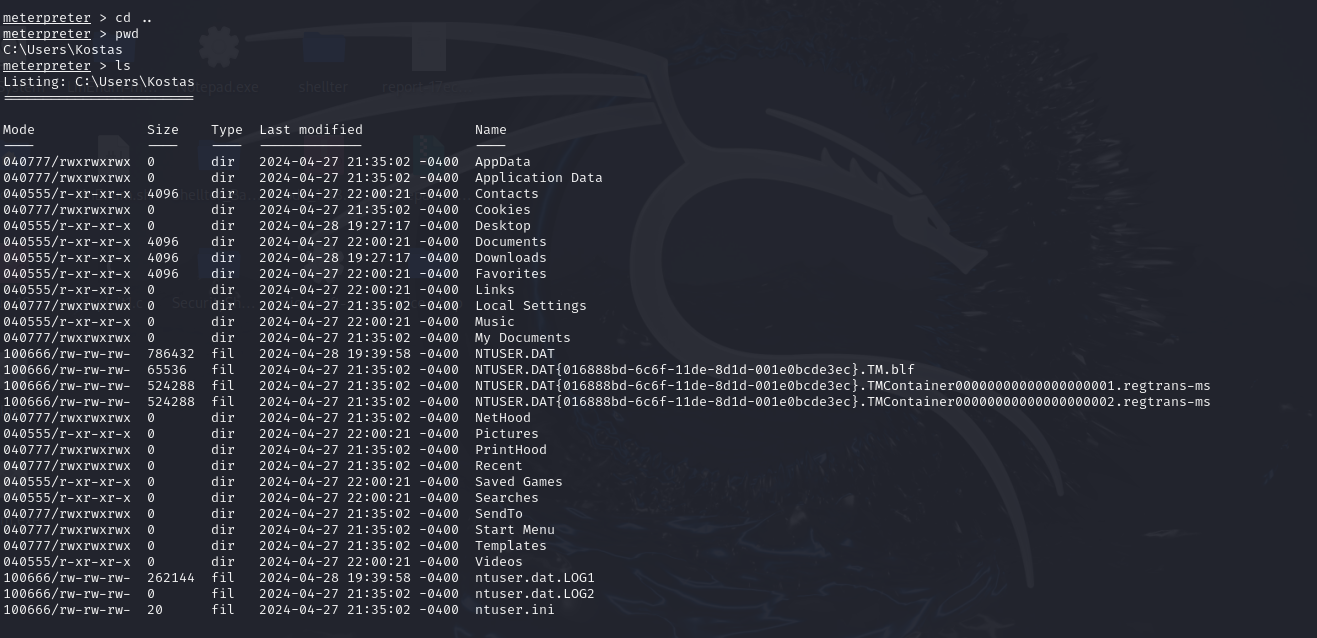 meterpreter > cd ..
meterpreter > pwd
C:\Users\Kostas
meterpreter > ls
Listing: C:\Users\Kostas
========================
Mode Size Type Last modified Name
---- ---- ---- ------------- ----
040777/rwxrwxrwx 0 dir 2024-04-27 21:35:02 -0400 AppData
040777/rwxrwxrwx 0 dir 2024-04-27 21:35:02 -0400 Application Data
040555/r-xr-xr-x 4096 dir 2024-04-27 22:00:21 -0400 Contacts
040777/rwxrwxrwx 0 dir 2024-04-27 21:35:02 -0400 Cookies
040555/r-xr-xr-x 0 dir 2024-04-28 19:27:17 -0400 Desktop
040555/r-xr-xr-x 4096 dir 2024-04-27 22:00:21 -0400 Documents
040555/r-xr-xr-x 4096 dir 2024-04-28 19:27:17 -0400 Downloads
040555/r-xr-xr-x 4096 dir 2024-04-27 22:00:21 -0400 Favorites
040555/r-xr-xr-x 0 dir 2024-04-27 22:00:21 -0400 Links
040777/rwxrwxrwx 0 dir 2024-04-27 21:35:02 -0400 Local Settings
040555/r-xr-xr-x 0 dir 2024-04-27 22:00:21 -0400 Music
040777/rwxrwxrwx 0 dir 2024-04-27 21:35:02 -0400 My Documents
100666/rw-rw-rw- 786432 fil 2024-04-28 19:39:58 -0400 NTUSER.DAT
100666/rw-rw-rw- 65536 fil 2024-04-27 21:35:02 -0400 NTUSER.DAT{016888bd-6c6f-11de-8d1d-001e0bcde3ec}.TM.blf
100666/rw-rw-rw- 524288 fil 2024-04-27 21:35:02 -0400 NTUSER.DAT{016888bd-6c6f-11de-8d1d-001e0bcde3ec}.TMContainer00000000000000000001.regtrans-ms
100666/rw-rw-rw- 524288 fil 2024-04-27 21:35:02 -0400 NTUSER.DAT{016888bd-6c6f-11de-8d1d-001e0bcde3ec}.TMContainer00000000000000000002.regtrans-ms
040777/rwxrwxrwx 0 dir 2024-04-27 21:35:02 -0400 NetHood
040555/r-xr-xr-x 0 dir 2024-04-27 22:00:21 -0400 Pictures
040777/rwxrwxrwx 0 dir 2024-04-27 21:35:02 -0400 PrintHood
040777/rwxrwxrwx 0 dir 2024-04-27 21:35:02 -0400 Recent
040555/r-xr-xr-x 0 dir 2024-04-27 22:00:21 -0400 Saved Games
040555/r-xr-xr-x 0 dir 2024-04-27 22:00:21 -0400 Searches
040777/rwxrwxrwx 0 dir 2024-04-27 21:35:02 -0400 SendTo
040777/rwxrwxrwx 0 dir 2024-04-27 21:35:02 -0400 Start Menu
040777/rwxrwxrwx 0 dir 2024-04-27 21:35:02 -0400 Templates
040555/r-xr-xr-x 0 dir 2024-04-27 22:00:21 -0400 Videos
100666/rw-rw-rw- 262144 fil 2024-04-28 19:39:58 -0400 ntuser.dat.LOG1
100666/rw-rw-rw- 0 fil 2024-04-27 21:35:02 -0400 ntuser.dat.LOG2
100666/rw-rw-rw- 20 fil 2024-04-27 21:35:02 -0400 ntuser.ini